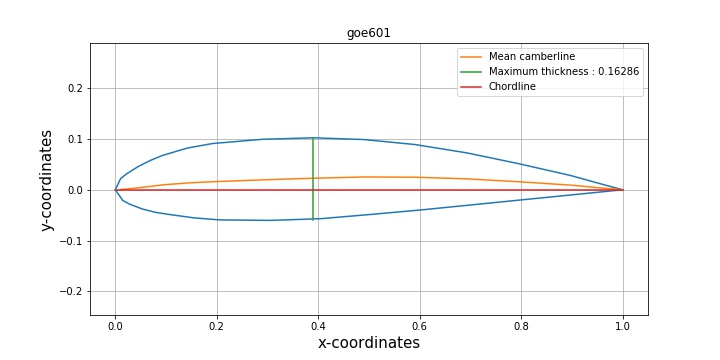 goe601
Mean camberline
Maximum thickness : 0.16286
Chordline
0.2
0.1
0.0
−0.1
−0.2
y-coordinates
0.0 0.2 0.4 0.6 0.8 1.0
x-coordinates